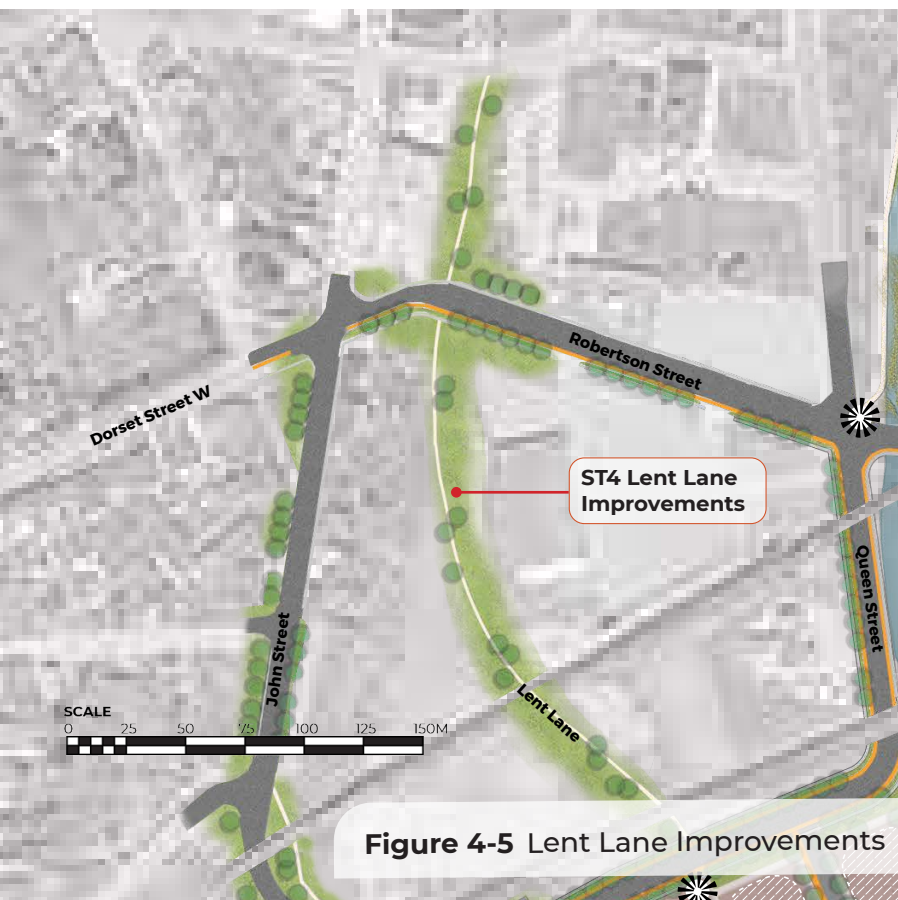 Robertson Street
Dorset Street W
ST4 Lent Lane
Improvements
Queen Street
John Street
Lent Lane
SCALE
0 25 50 75 100 125 150M
Figure 4-5 Lent Lane Improvements